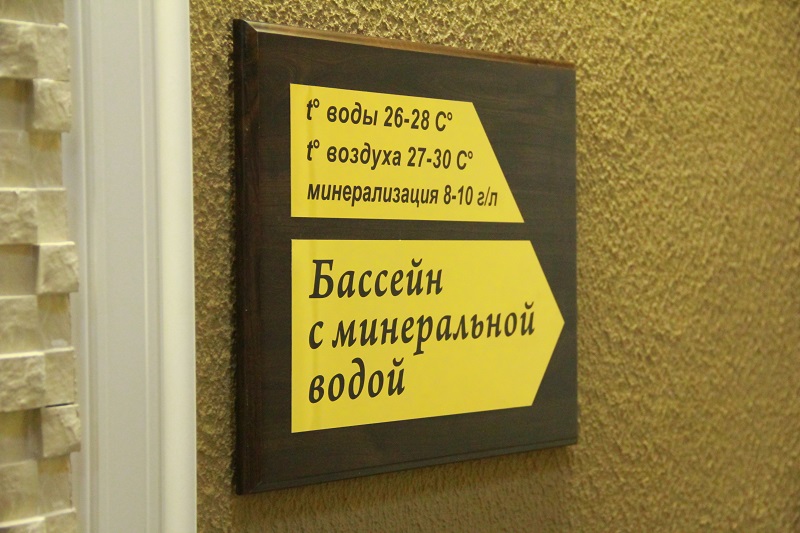 t° воды 26-28 C°
t° воздуха 27-30 C°
минерализация 8-10 г/л
Бассейн
с минеральной
водой